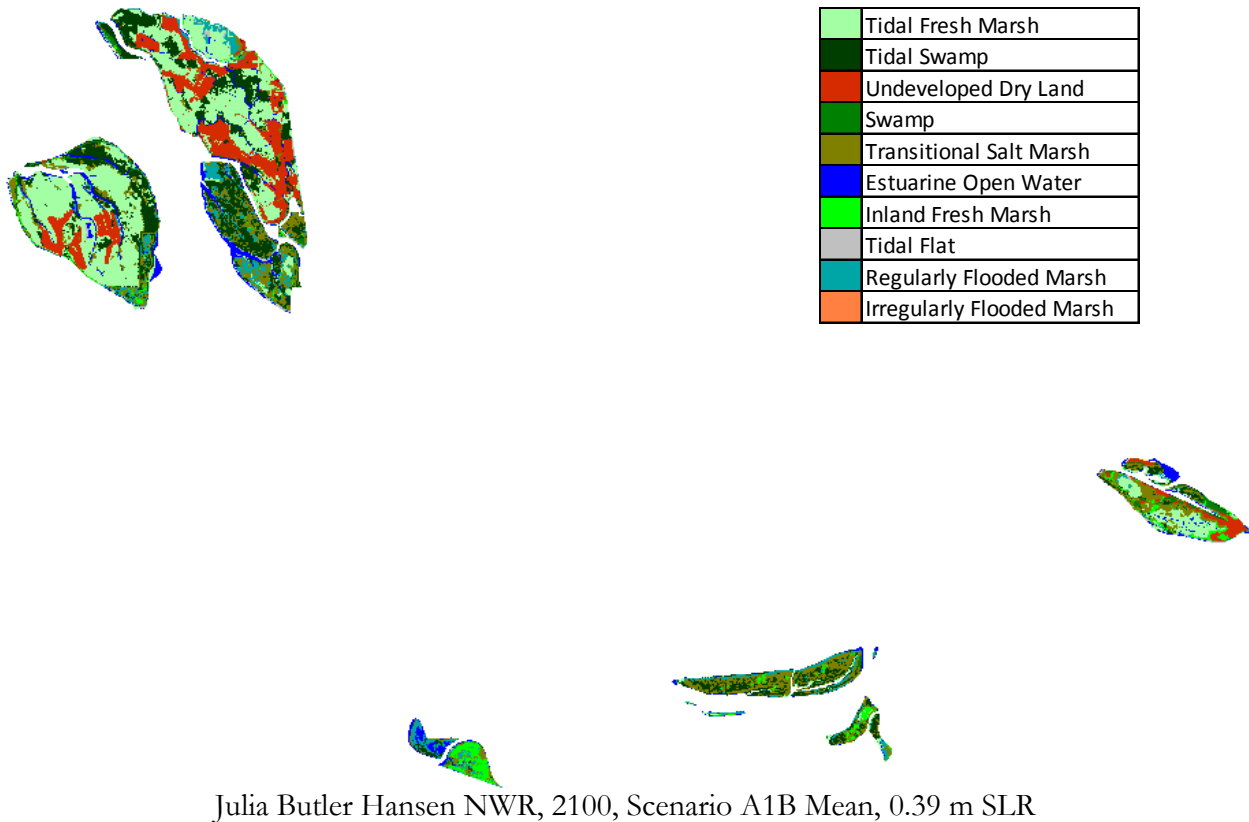 Tidal Fresh Marsh
Tidal Swamp
Undeveloped Dry Land
Swamp
Transitional Salt Marsh
Estuarine Open Water
Inland Fresh Marsh
Tidal Flat
Regularly Flooded Marsh
Irregularly Flooded Marsh
Julia Butler Hansen NWR, 2100, Scenario A1B Mean, 0.39 m SLR